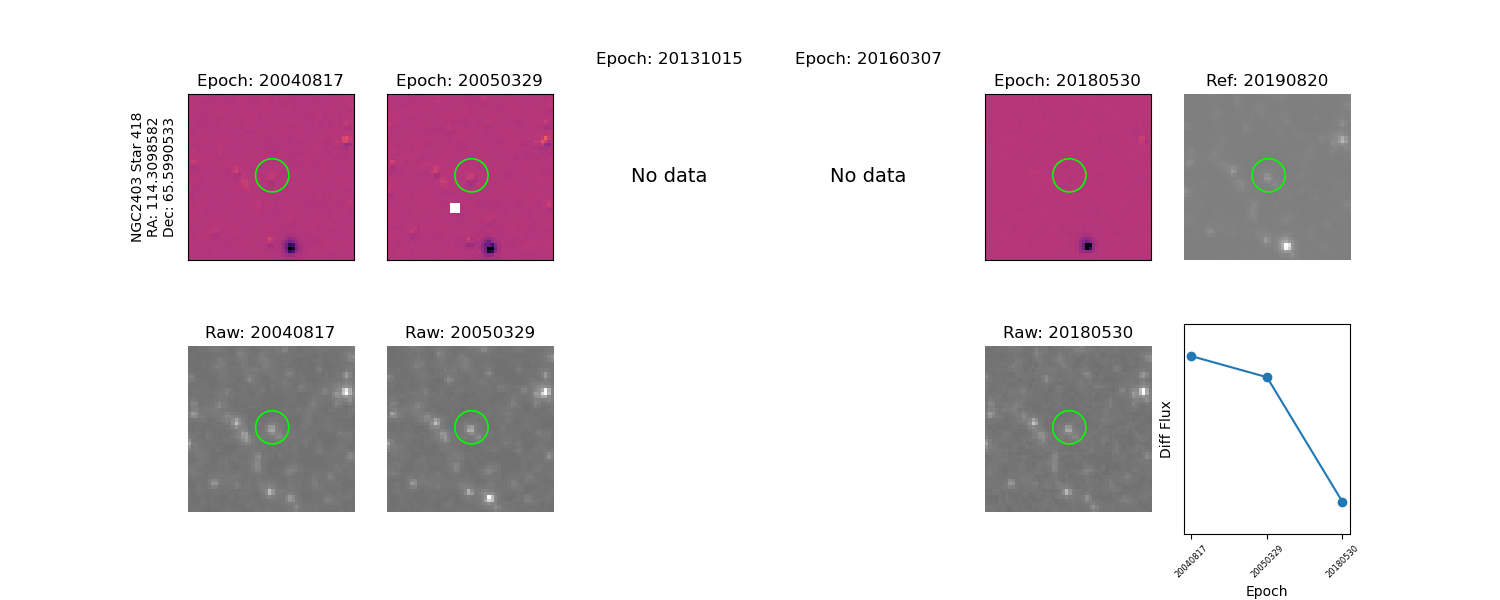 Epoch: 20131015
Epoch: 20160307
Epoch: 20040817
Epoch: 20050329
Epoch: 20180530
Ref: 20190820
NGC2403 Star 418
RA: 114.3098582
Dec: 65.5990533
No data
No data
Raw: 20040817
Raw: 20050329
Raw: 20180530
Diff Flux
20040817
20050329
20180530
Epoch